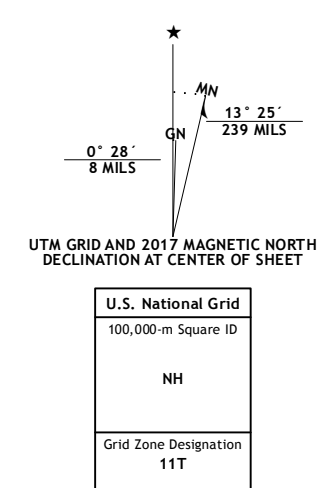 MN
13° 25´
239 MILS
GN
0° 28´
8 MILS
UTM GRID AND 2017 MAGNETIC NORTH
DECLINATION AT CENTER OF SHEET
U.S. National Grid
100,000-m Square ID
NH
Grid Zone Designation
11T